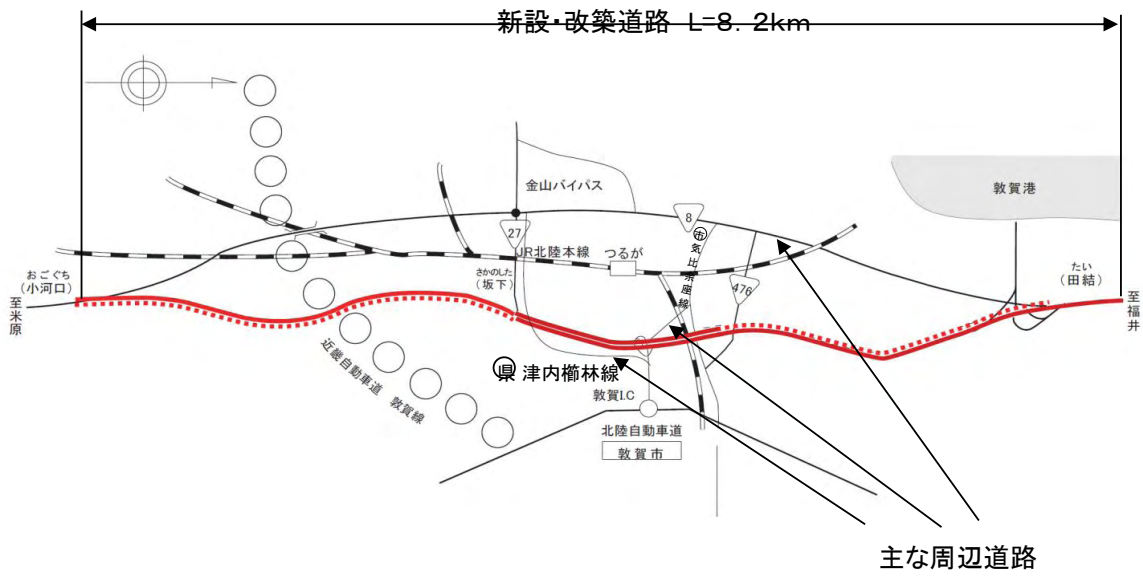 新設・改築道路 L=8.2km
金山バイパス
敦賀港
8
27
市 気比県産線
JR北陸本線 つるが
476
おごぐち
(小河口)
さかのした
(坂下)
たい
(田結)
至米原
至福井
近畿自動車道 敦賀線
県 津内櫛林線
敦賀I.C
北陸自動車道
敦賀市
主な周辺道路